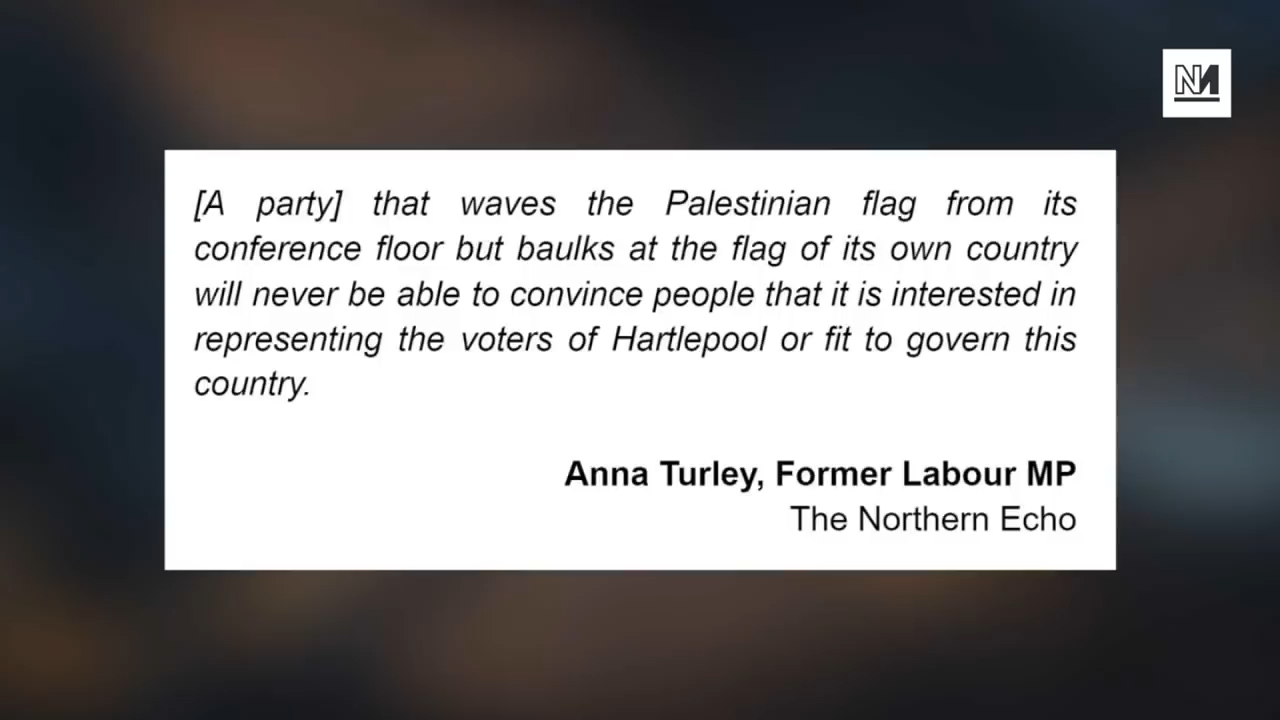 NM
[A party] that waves the Palestinian flag from its
conference floor but baulks at the flag of its own country
will never be able to convince people that it is interested in
representing the voters of Hartlepool or fit to govern this
country.
Anna Turley, Former Labour MP
The Northern Echo